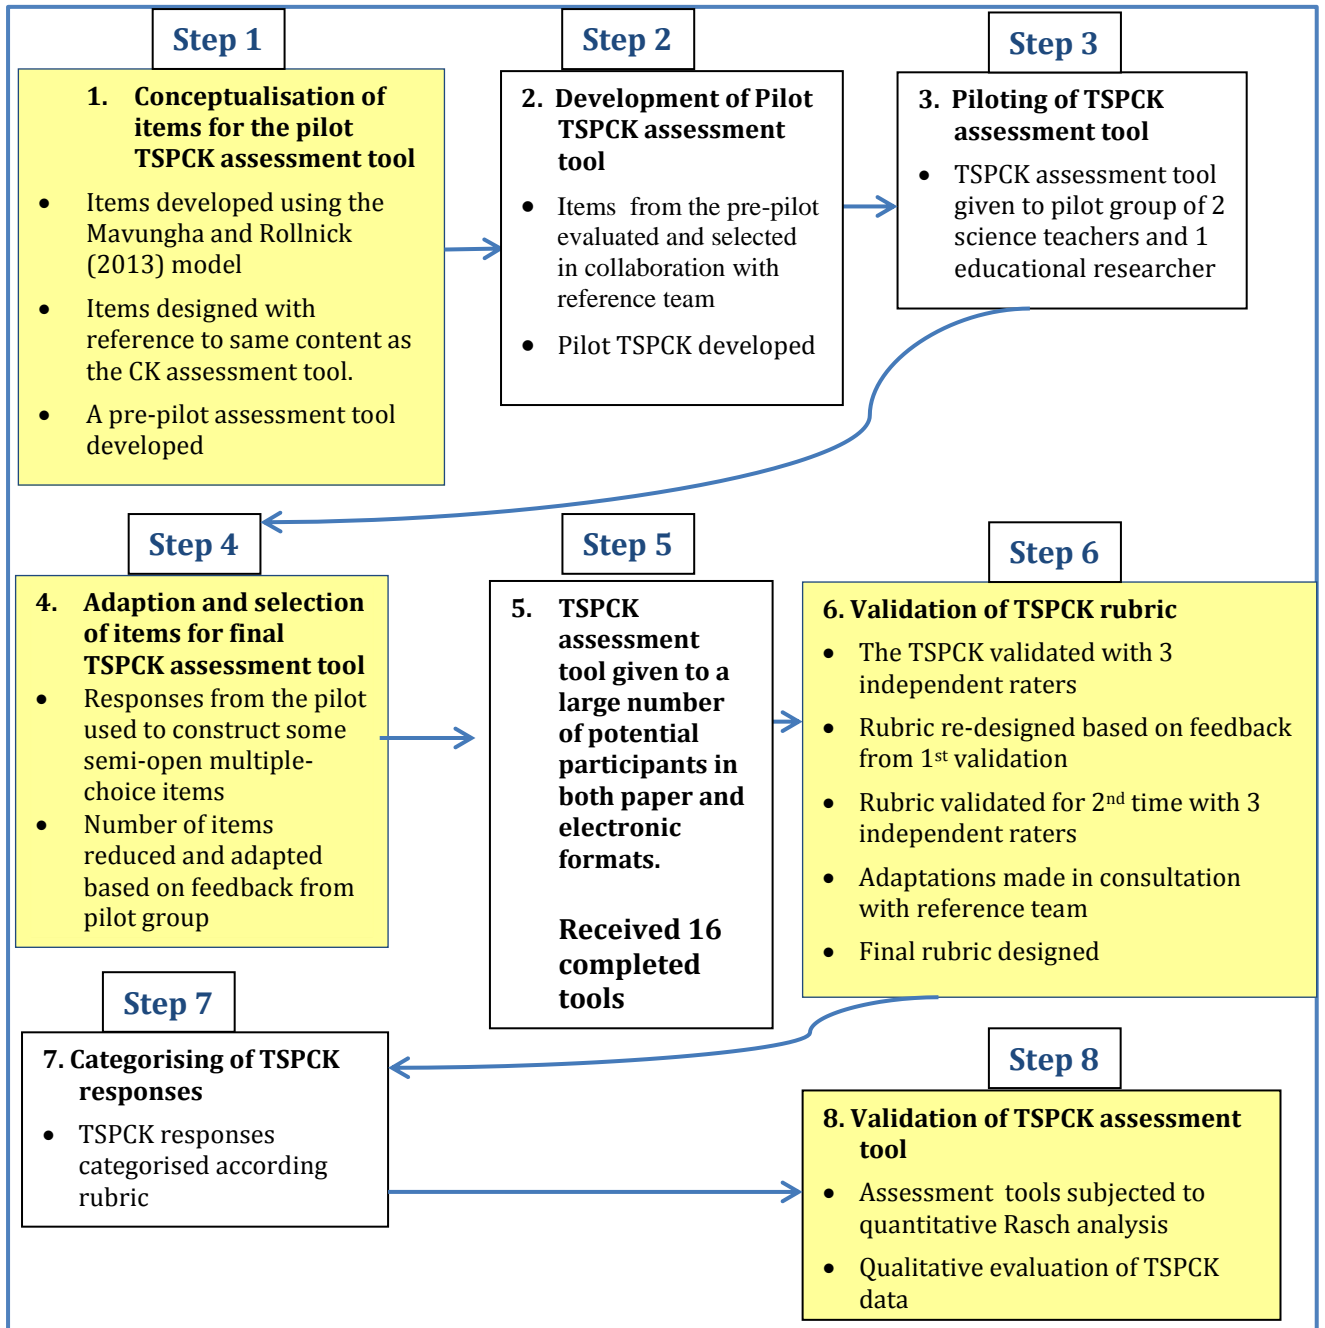 Step 1
1. Conceptualisation of
items for the pilot
TSPCK assessment tool
• Items developed using the
Mavungha and Rollnick
(2013) model
• Items designed with
reference to same content as
the CK assessment tool.
• A pre-pilot assessment tool
developed
Step 2
2. Development of Pilot
TSPCK assessment
tool
• Items from the pre-pilot
evaluated and selected
in collaboration with
reference team
• Pilot TSPCK developed
Step 3
3. Piloting of TSPCK
assessment tool
• TSPCK assessment tool
given to pilot group of 2
science teachers and 1
educational researcher
Step 4
4. Adaption and selection
of items for final
TSPCK assessment tool
• Responses from the pilot
used to construct some
semi-open multiple-
choice items
• Number of items
reduced and adapted
based on feedback from
pilot group
Step 5
5. TSPCK
assessment
tool given to a
large number
of potential
participants in
both paper and
electronic
formats.
Received 16
completed
tools
Step 6
6. Validation of TSPCK rubric
• The TSPCK validated with 3
independent raters
• Rubric re-designed based on feedback
from 1st validation
• Rubric validated for 2nd time with 3
independent raters
• Adaptations made in consultation
with reference team
• Final rubric designed
Step 7
7. Categorising of TSPCK
responses
• TSPCK responses
categorised according
rubric
Step 8
8. Validation of TSPCK assessment
tool
• Assessment tools subjected to
quantitative Rasch analysis
• Qualitative evaluation of TSPCK
data